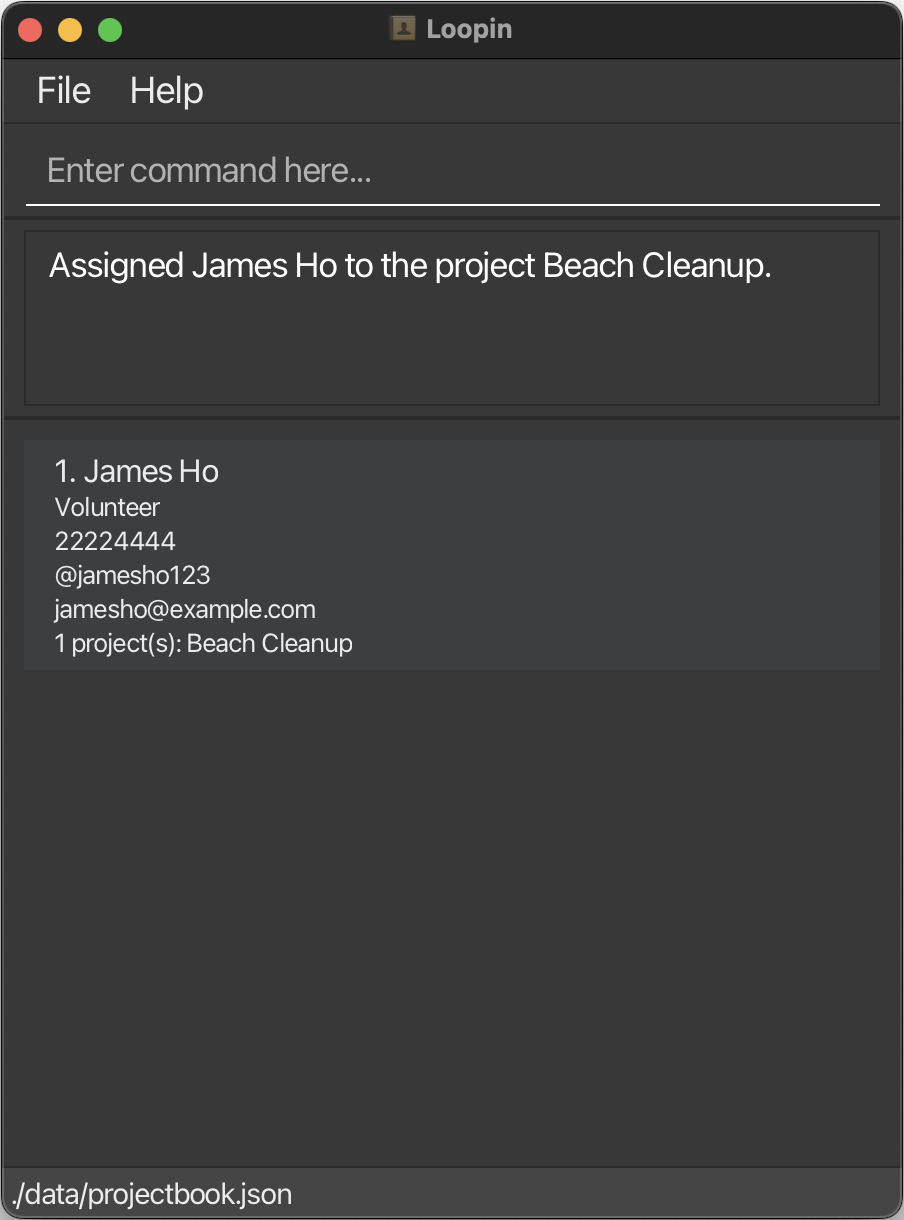 Loopin
File Help
Enter command here...
Assigned James Ho to the project Beach Cleanup.
1. James Ho
Volunteer
22224444
@jamesho123
jamesho@example.com
1 project(s): Beach Cleanup
./data/projectbook.json